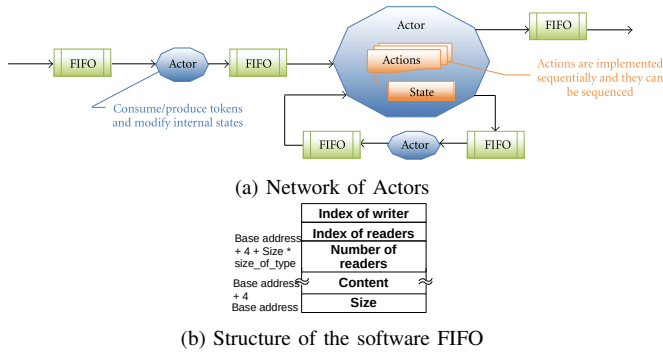 Actor
FIFO
FIFO
Actor
FIFO
Actions
State
Actions are implemented
sequentially and they can
be sequenced
Consume/produce tokens
and modify internal states
FIFO
Actor
FIFO
(a) Network of Actors
Index of writer
Index of readers
Base address
+ 4 + Size *
size_of_type
Number of
readers
Base address
+ 4
Content
Base address
Size
(b) Structure of the software FIFO